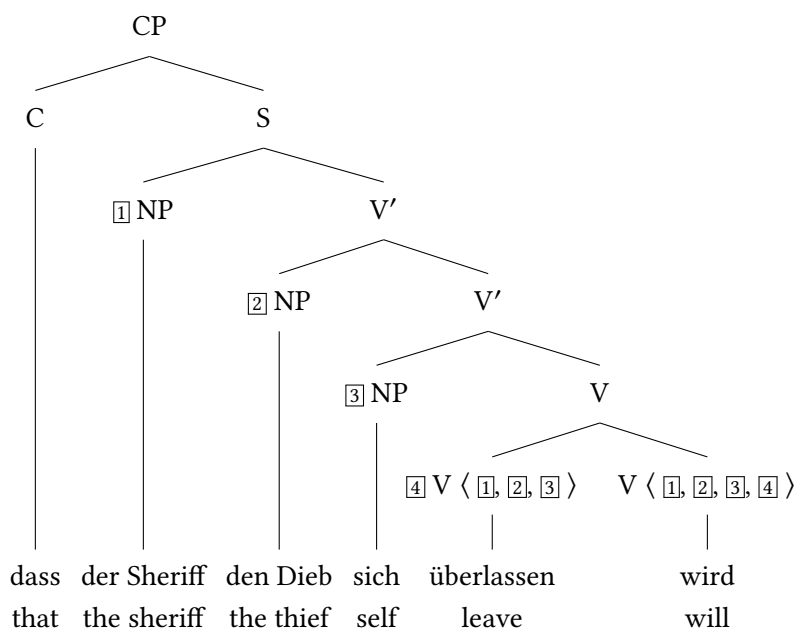 CP
C S
1 NP V′
2 NP V′
3 NP V
4 V ⟨ 1, 2, 3 ⟩ V ⟨ 1, 2, 3, 4 ⟩
dass der Sheriff den Dieb sich überlassen wird
that the sheriff the thief self leave will